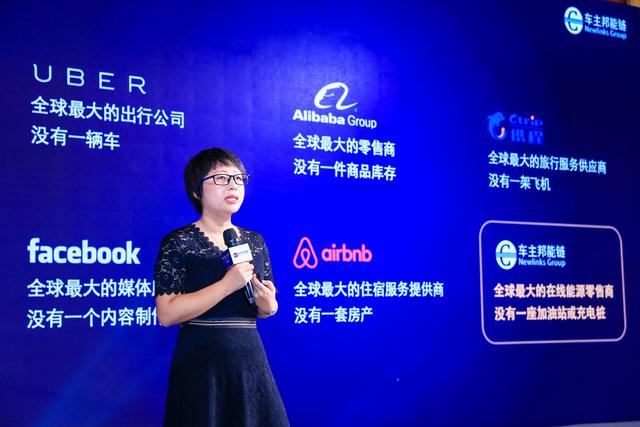 车主邦能链
Newlinks Group
UBER
全球最大的出行公司
没有一辆车
Alibaba Group
全球最大的零售商
没有一件商品库存
Ctrip
携程
全球最大的旅行服务供应商
没有一架飞机
facebook
全球最大的媒体
没有一个内容制
airbnb
全球最大的住宿服务提供商
没有一套房产
车主邦能链
Newlinks Group
全球最大的在线能源零售商
没有一座加油站或充电桩